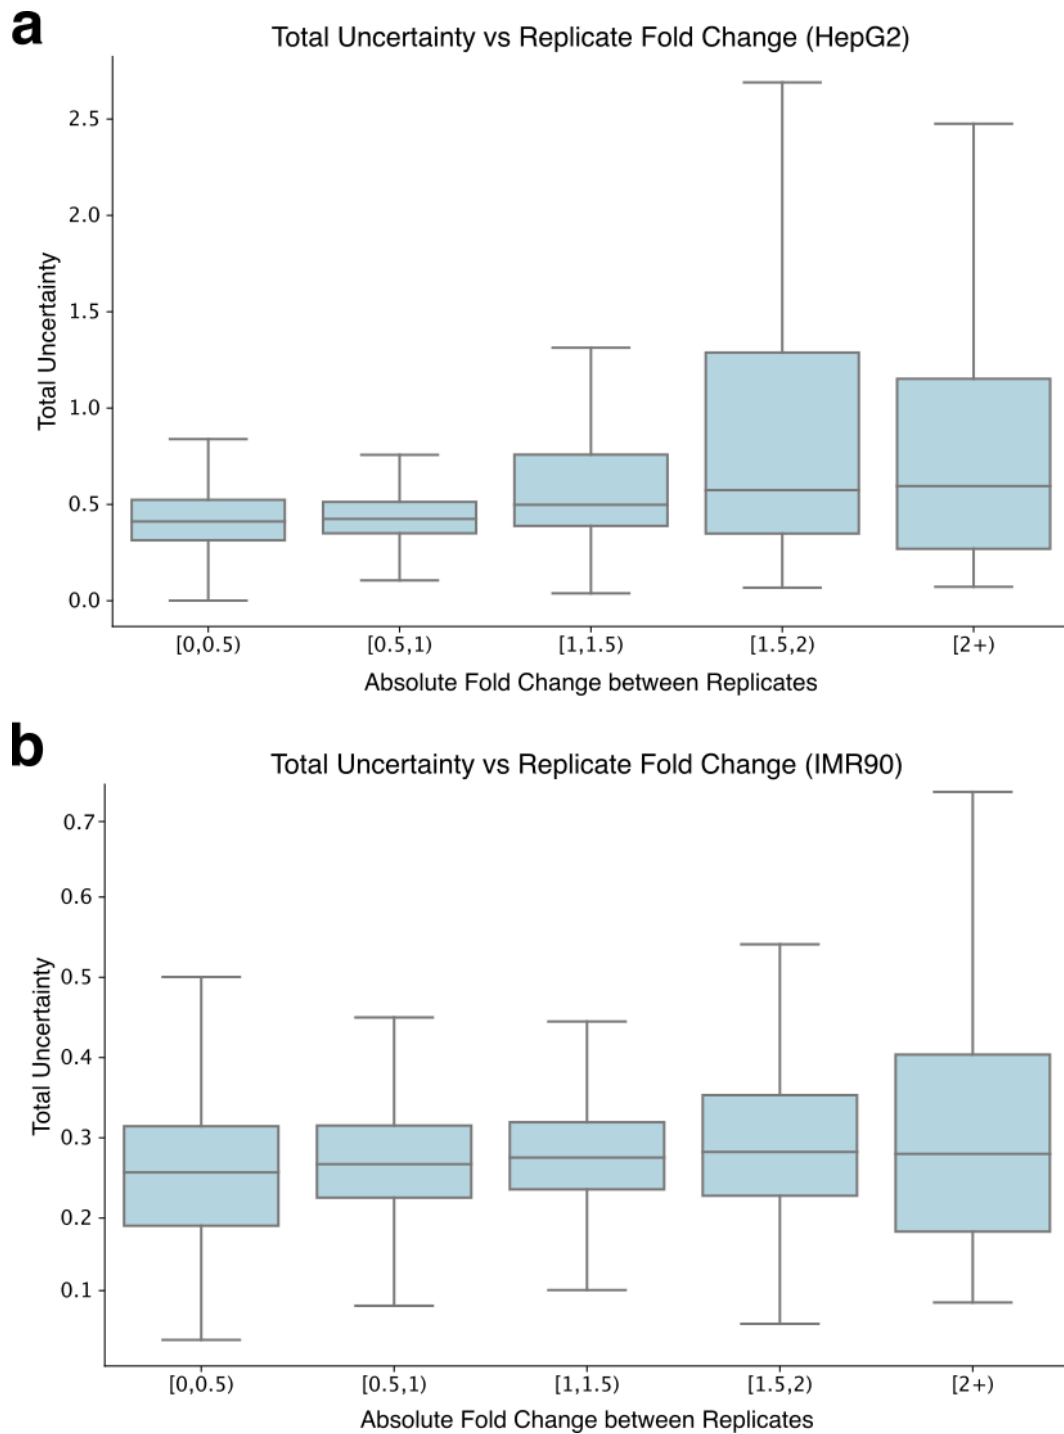 a
Total Uncertainty vs Replicate Fold Change (HepG2)
Total Uncertainty
2.5
2.0
1.5
1.0
0.5
0.0
[0,0.5) [0.5,1) [1,1.5) [1.5,2) [2+)
Absolute Fold Change between Replicates
b
Total Uncertainty vs Replicate Fold Change (IMR90)
Total Uncertainty
0.7
0.6
0.5
0.4
0.3
0.2
0.1
[0,0.5) [0.5,1) [1,1.5) [1.5,2) [2+)
Absolute Fold Change between Replicates